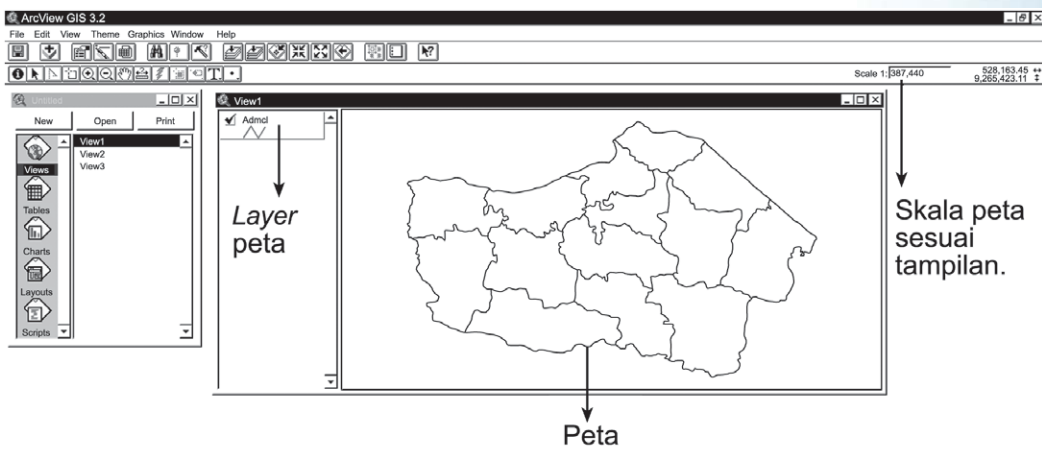 ArcView GIS 3.2
File Edit View Theme Graphics Window Help
Scale 1: 387,440
528,163.45
9,265,423.11
Untitled
New Open Print
Views
Tables
Charts
Layouts
Scripts
View1
View2
View3
View1
Admcl
Layer
peta
Skala peta
sesuai
tampilan.
Peta